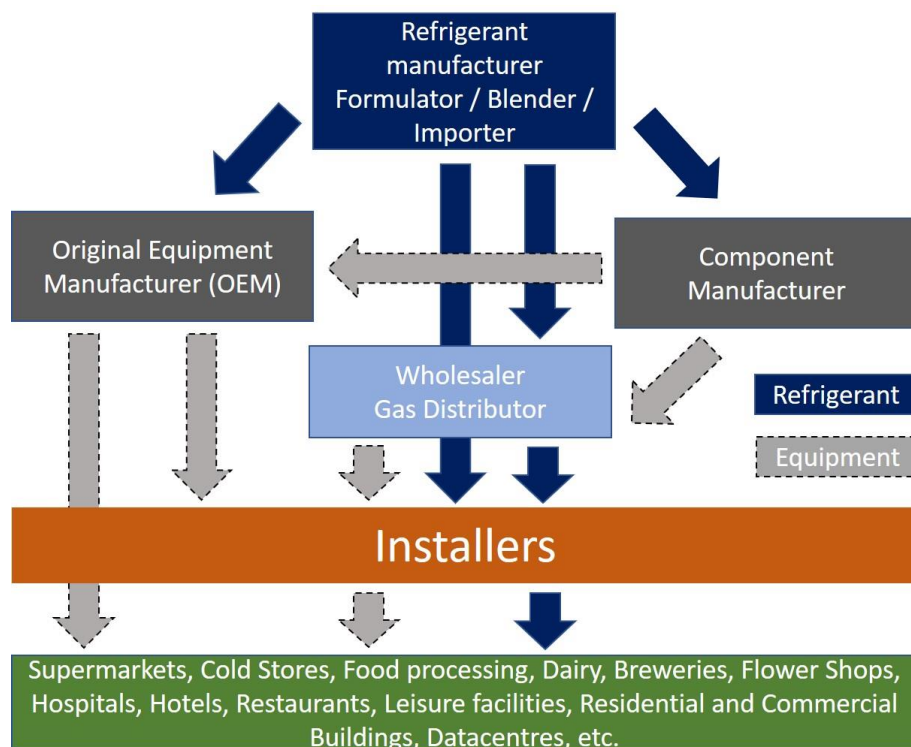 Refrigerant
manufacturer
Formulator / Blender /
Importer
Original Equipment
Manufacturer (OEM)
Component
Manufacturer
Wholesaler
Gas Distributor
Refrigerant
Equipment
Installers
Supermarkets, Cold Stores, Food processing, Dairy, Breweries, Flower Shops,
Hospitals, Hotels, Restaurants, Leisure facilities, Residential and Commercial
Buildings, Datacentres, etc.